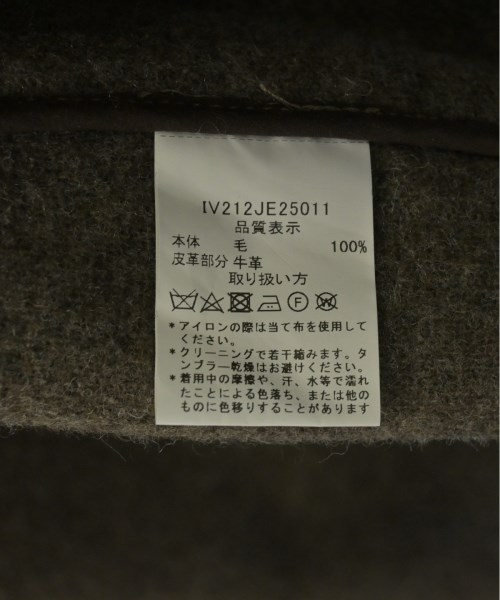 IV212JE25011
品質表示
本体 毛 100%
皮革部分 牛革
取り扱い方
F W
*アイロンの際は当て布を使用して
ください。
*クリーニングで若干縮みます。タ
ンブラー乾燥はお避けください。
*着用中の摩擦や、汗、水等で濡れ
たことによる色落ち、または他の
ものに色移りすることがあります